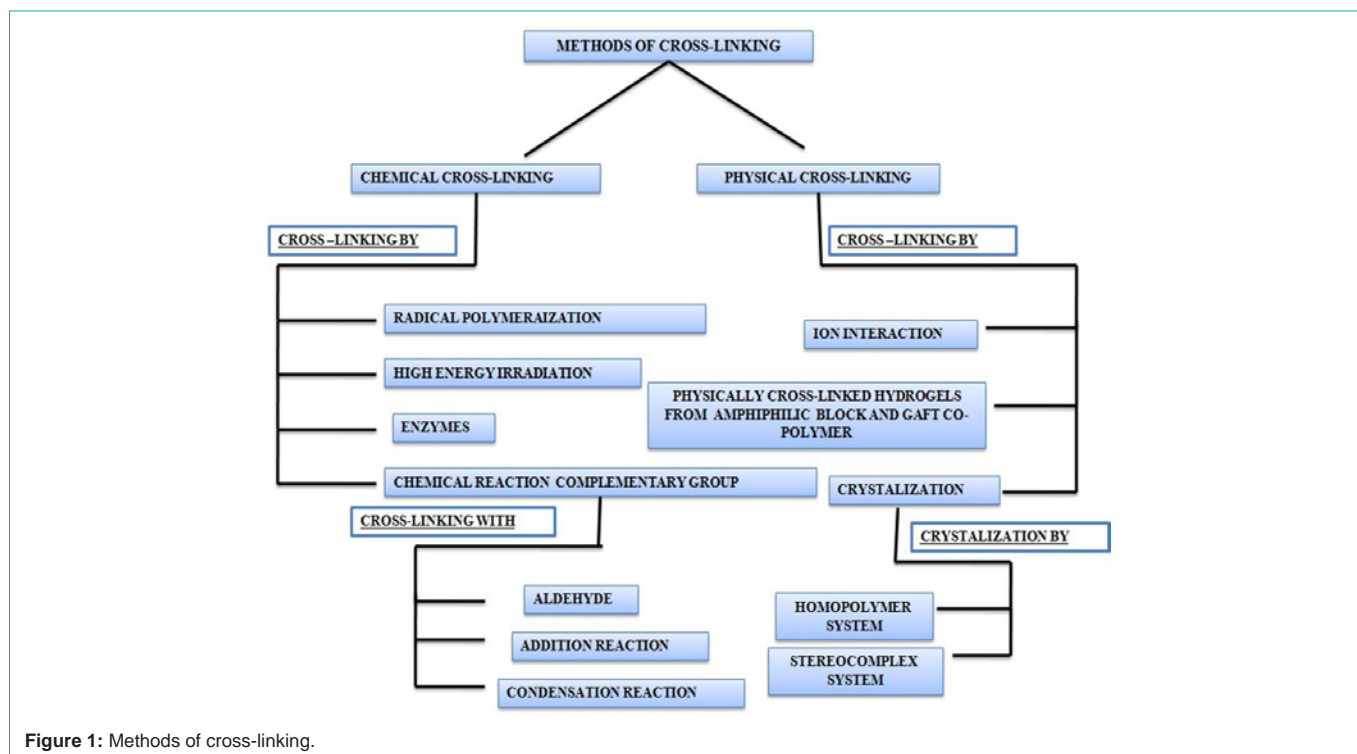 METHODS OF CROSS-LINKING
CHEMICAL CROSS-LINKING
PHYSICAL CROSS-LINKING
CROSS –LINKING BY
CROSS –LINKING BY
RADICAL POLYMERAIZATION
ION INTERACTION
HIGH ENERGY IRRADIATION
PHYSICALLY CROSS-LINKED HYDROGELS
FROM AMPHIPHILIC BLOCK AND GAFT CO-
POLYMER
ENZYMES
CHEMICAL REACTION COMPLEMENTARY GROUP
CRYSTALIZATION
CROSS-LINKING WITH
CRYSTALIZATION BY
ALDEHYDE
HOMOPOLYMER
SYSTEM
ADDITION REACTION
STEREOCOMPLEX
SYSTEM
CONDENSATION REACTION
Figure 1: Methods of cross-linking.